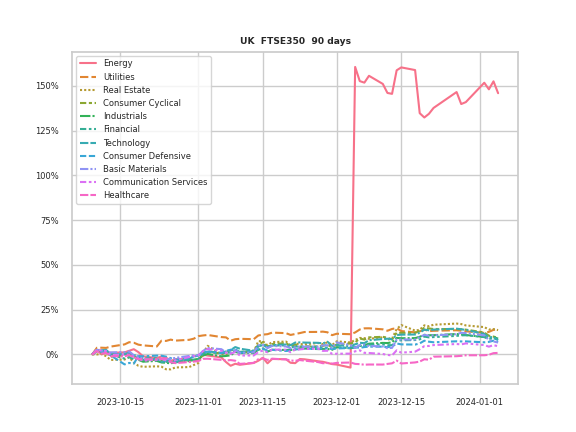 UK FTSE350 90 days
Energy
Utilities
Real Estate
Consumer Cyclical
Industrials
Financial
Technology
Consumer Defensive
Basic Materials
Communication Services
Healthcare
150%
125%
100%
75%
50%
25%
0%
2023-10-15 2023-11-01 2023-11-15 2023-12-01 2023-12-15 2024-01-01